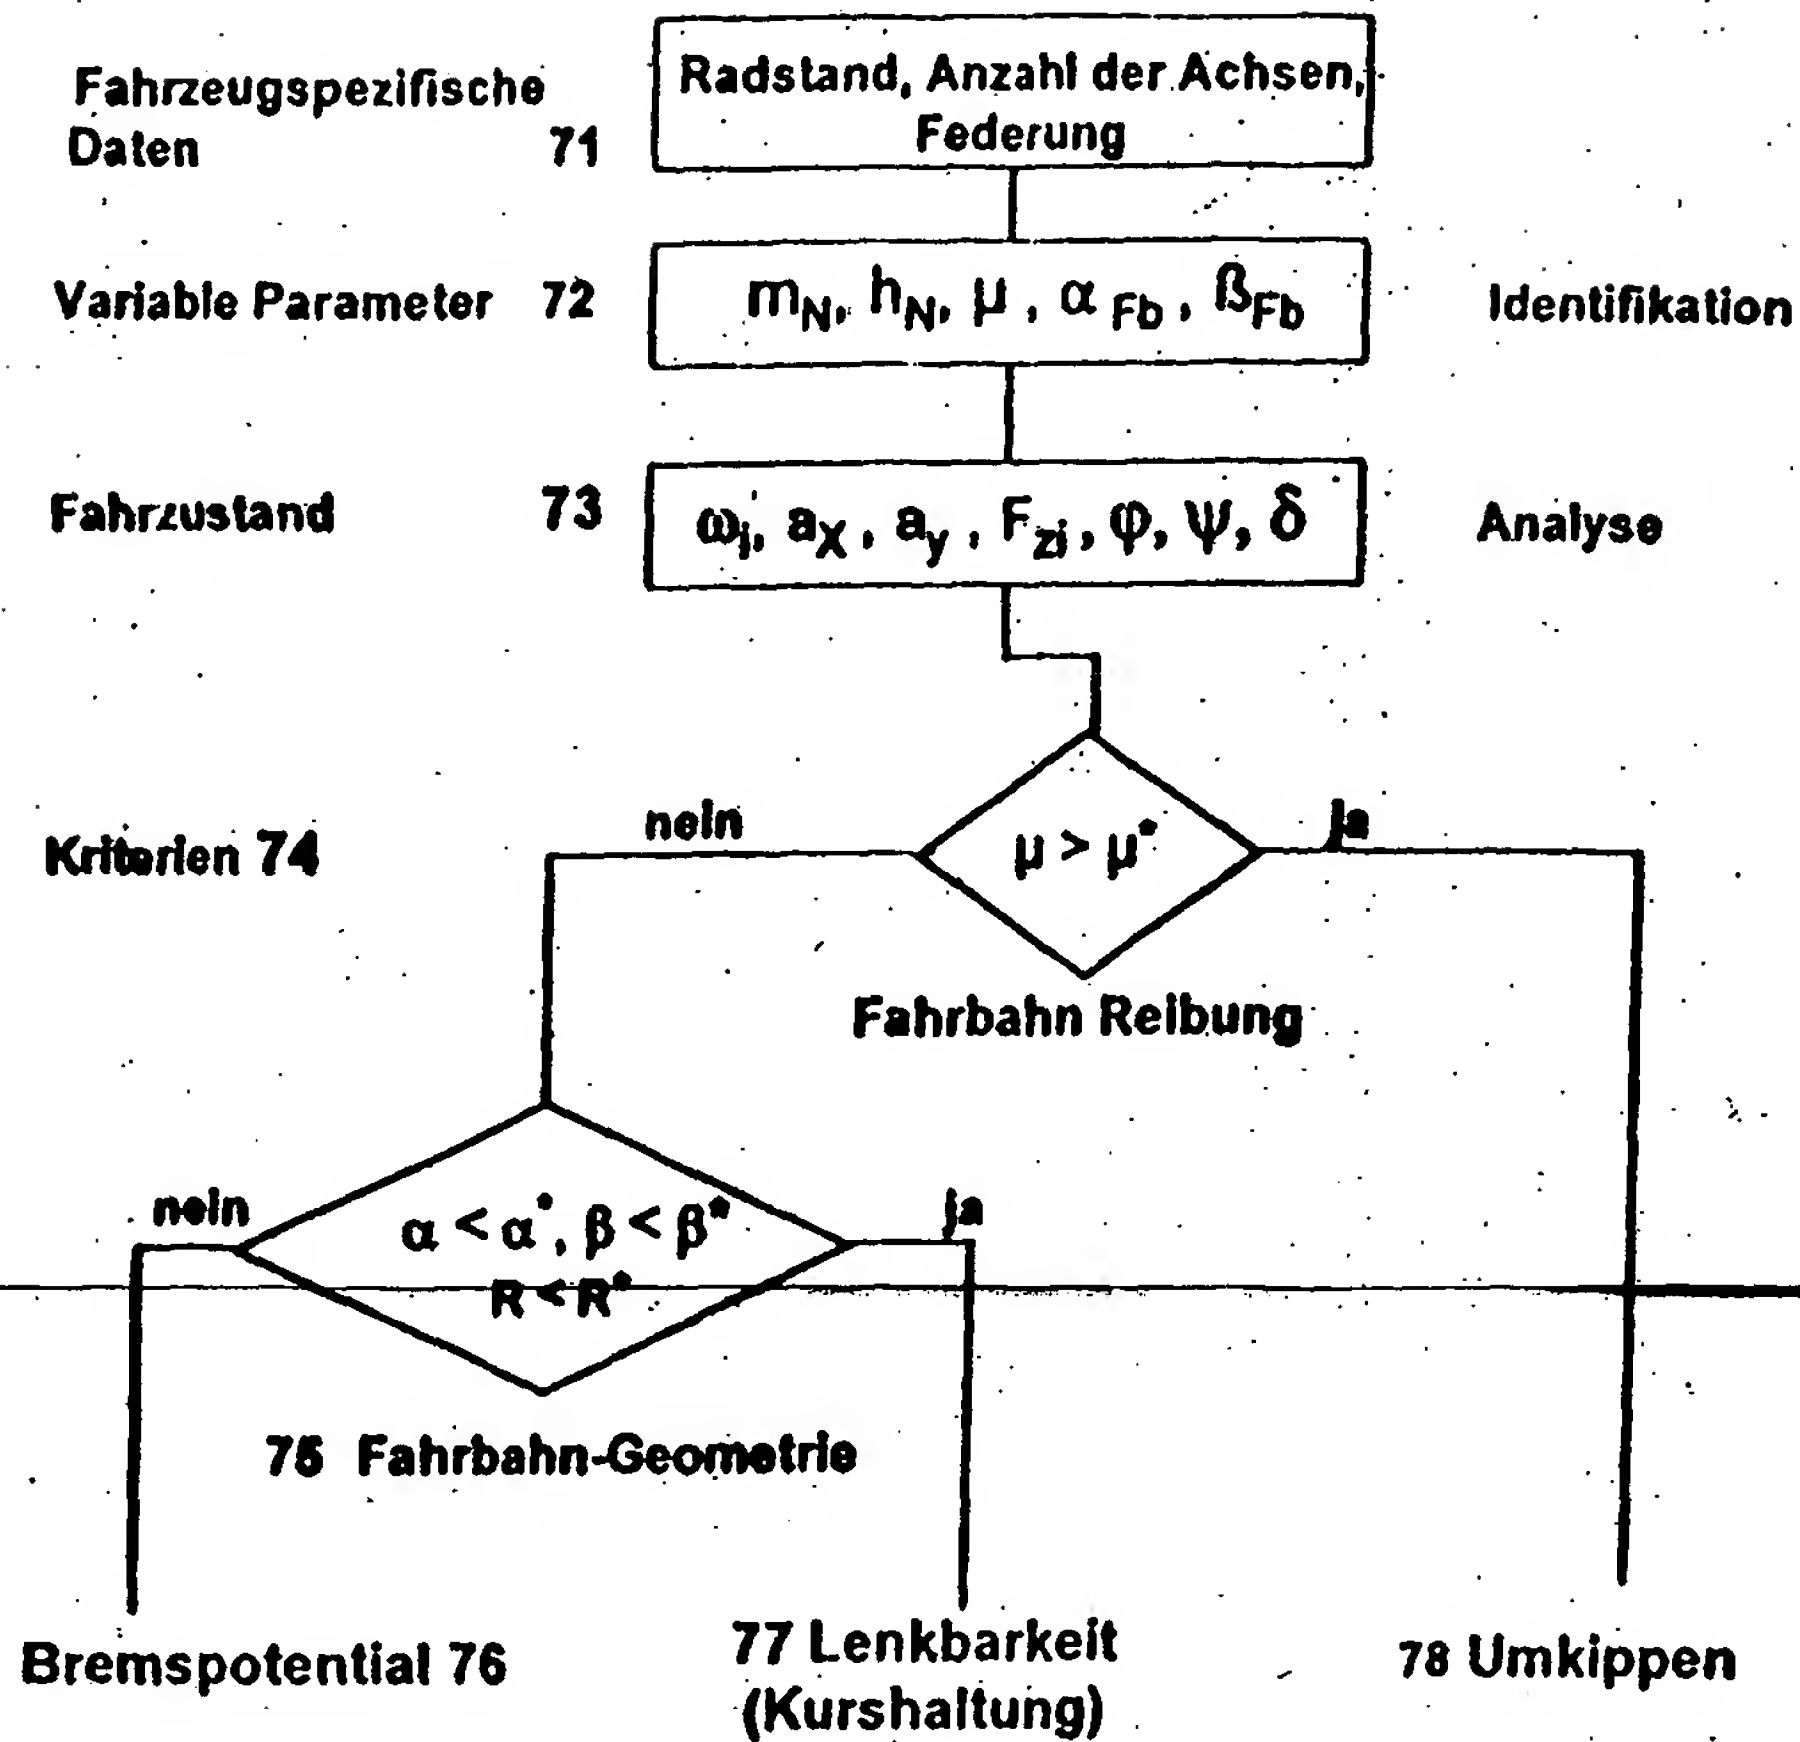 Fahrzeugspezifische
Daten 71
Radstand, Anzahl der Achsen,
Federung
Variable Parameter 72
m_N, h_N, μ, α_Fb, ß_Fb
Identifikation
Fahrzustand 73
ω_i, a_x, a_y, F_zi, φ, ψ, δ
Analyse
Kriterien 74
nein
μ > μ*
ja
Fahrbahn Reibung
nein
α < α*, β < β*
R < R*
ja
75 Fahrbahn-Geometrie
Bremspotential 76
77 Lenkbarkeit
(Kurshaltung)
78 Umkippen